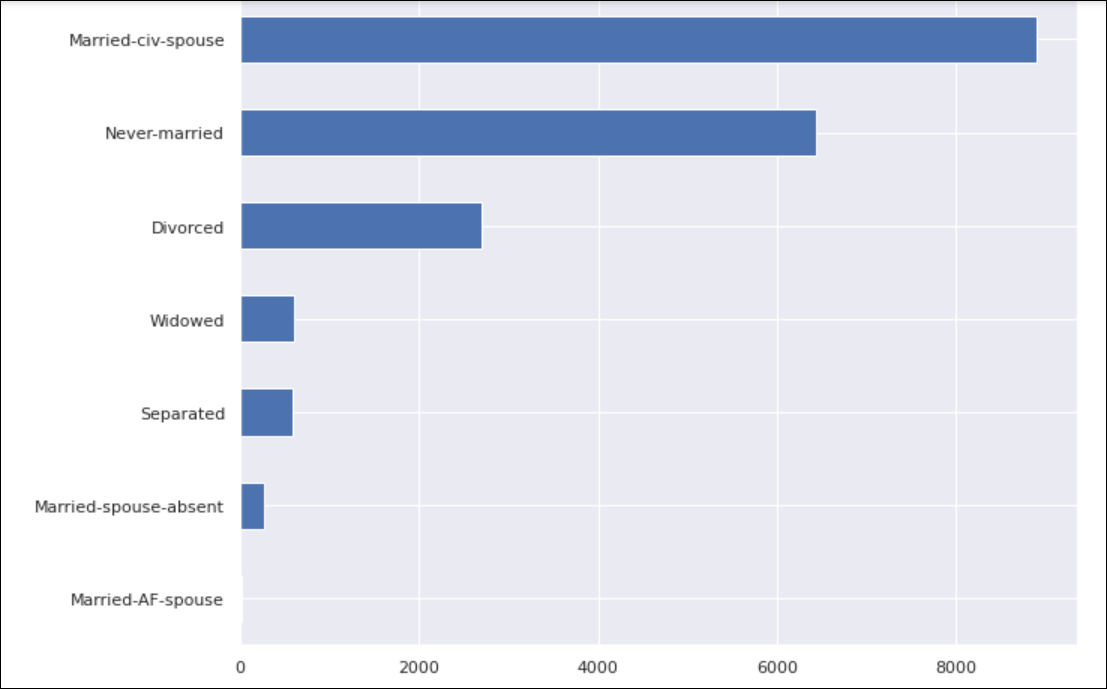 Married-civ-spouse
Never-married
Divorced
Widowed
Separated
Married-spouse-absent
Married-AF-spouse
0 2000 4000 6000 8000